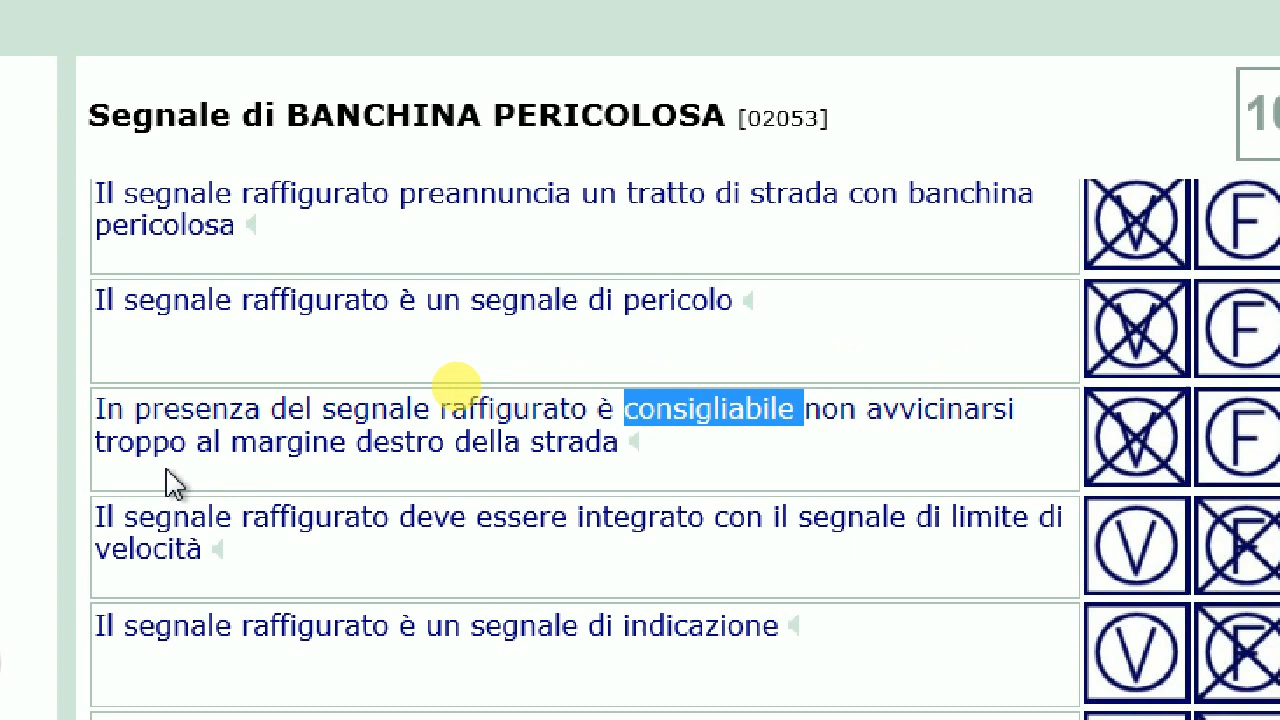 Segnale di BANCHINA PERICOLOSA [02053]
10
Il segnale raffigurato preannuncia un tratto di strada con banchina
pericolosa
V F
Il segnale raffigurato è un segnale di pericolo
V F
In presenza del segnale raffigurato è consigliabile non avvicinarsi
troppo al margine destro della strada
V F
Il segnale raffigurato deve essere integrato con il segnale di limite di
velocità
V F
Il segnale raffigurato è un segnale di indicazione
V F